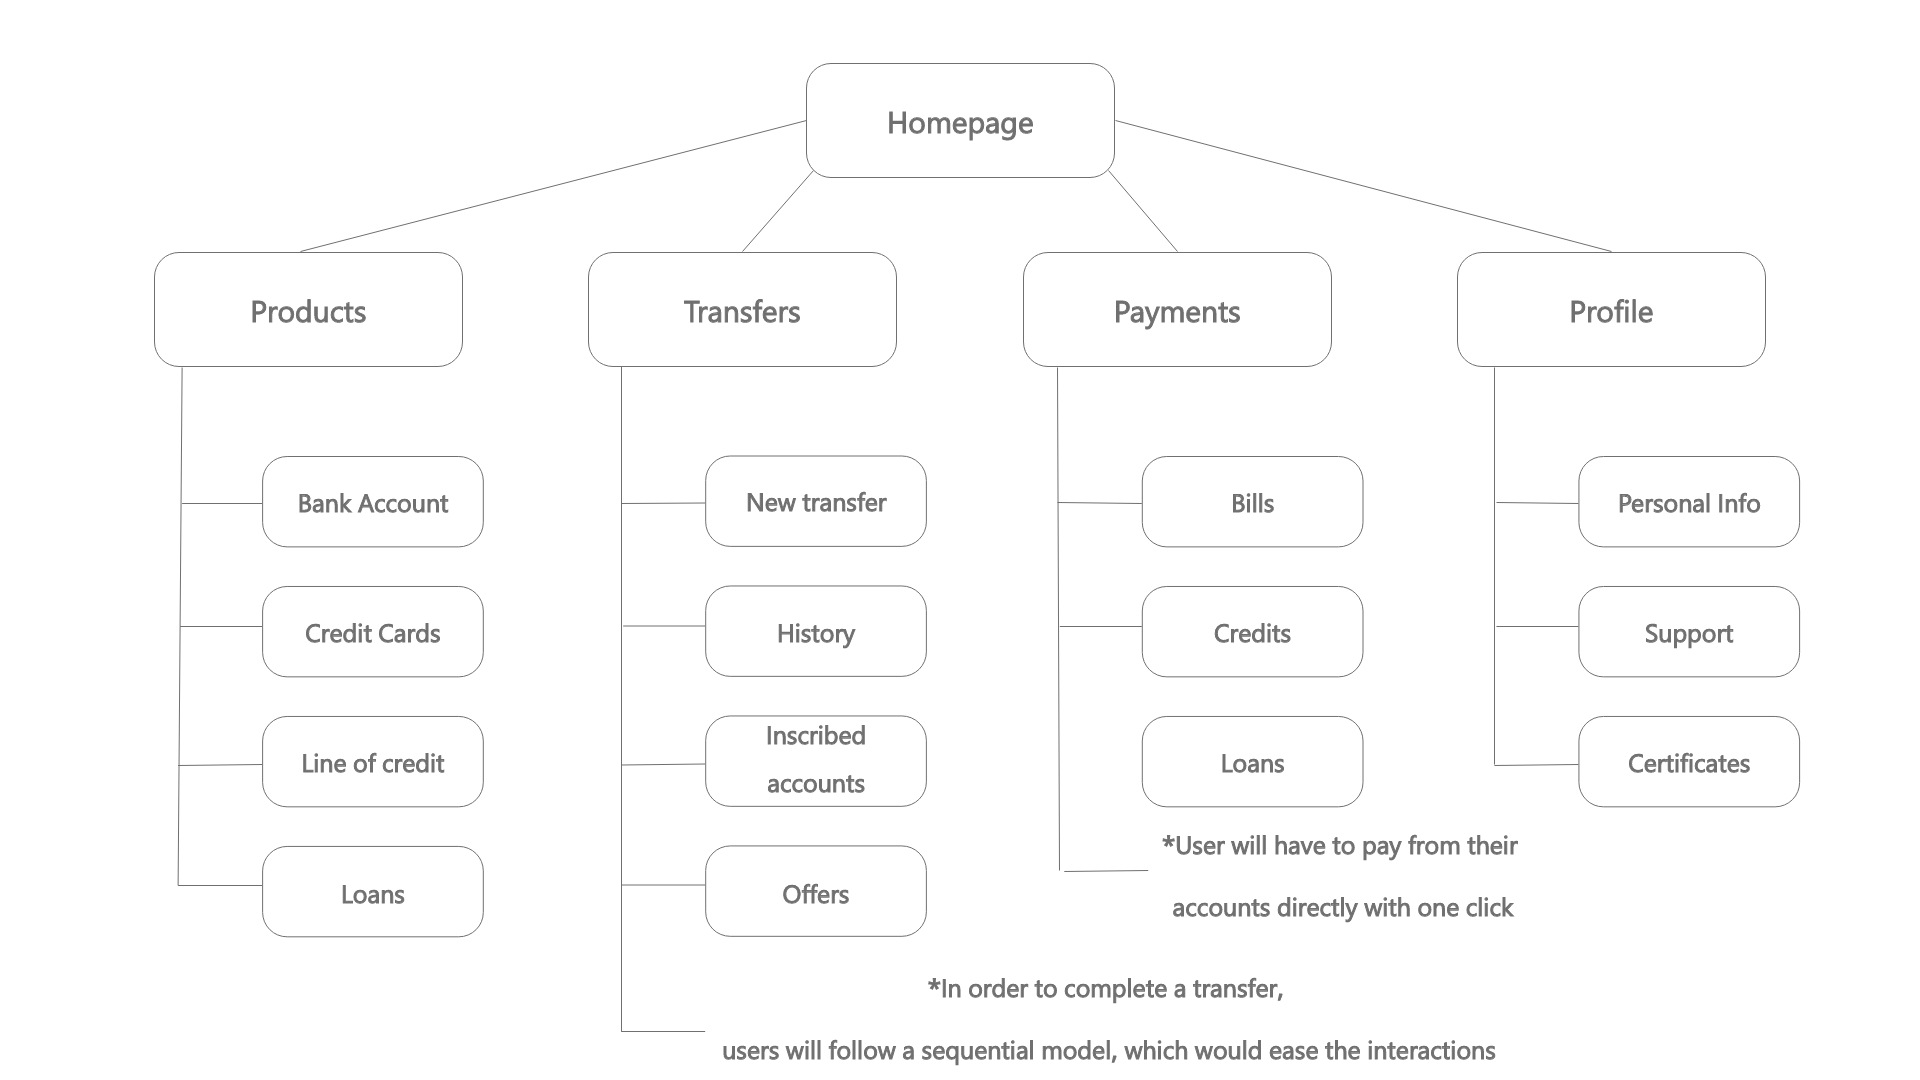 Homepage
Products
Transfers
Payments
Profile
Bank Account
New transfer
Bills
Personal Info
Credit Cards
History
Credits
Support
Line of credit
Inscribed
accounts
Loans
Certificates
Loans
Offers
*User will have to pay from their
accounts directly with one click
*In order to complete a transfer,
users will follow a sequential model, which would ease the interactions